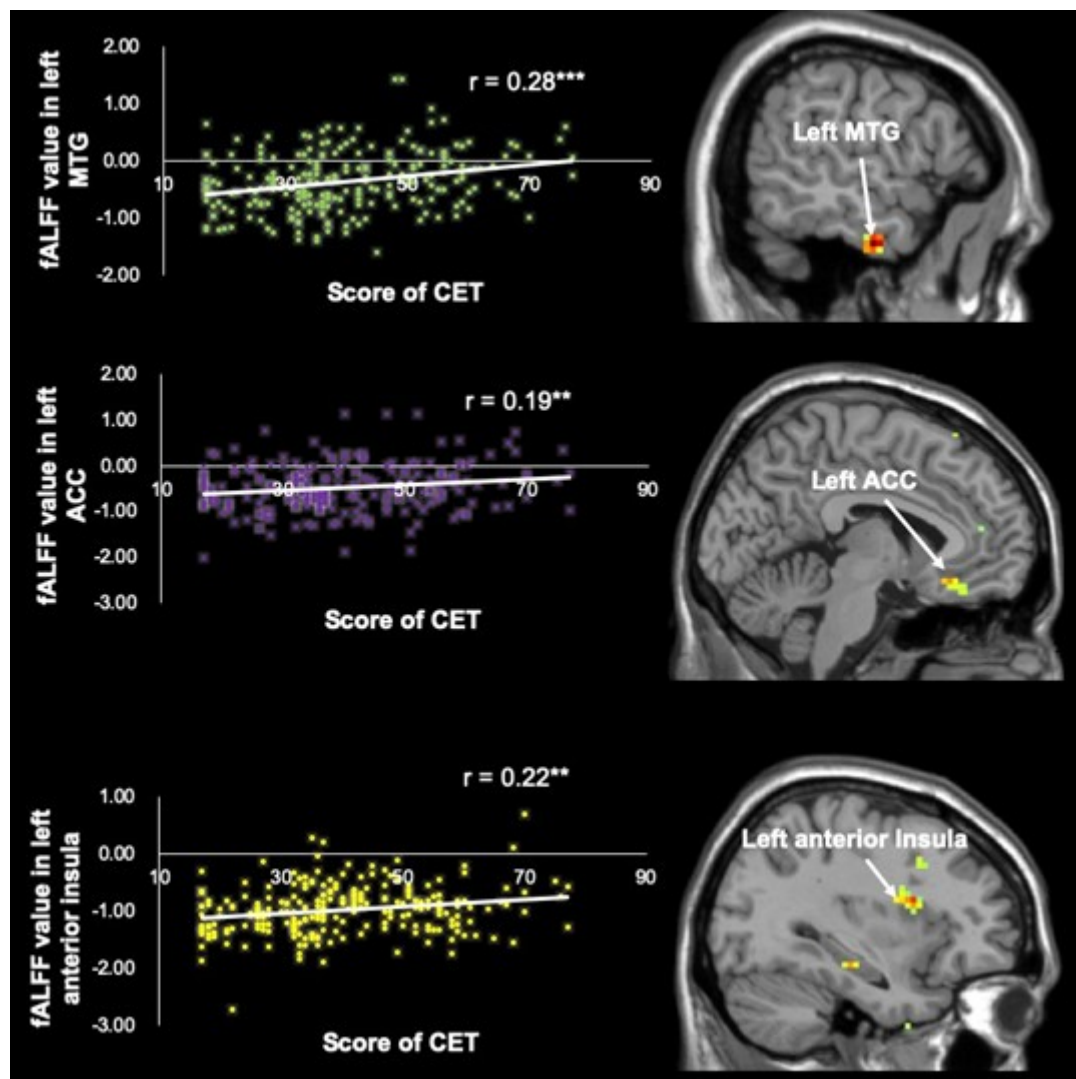 fALFF value in left
MTG
2.00
1.00
0.00
-1.00
-2.00
10
30
50
70
90
r = 0.28***
Score of CET
Left MTG
fALFF value in left
ACC
2.00
1.00
0.00
-1.00
-2.00
-3.00
10
30
50
70
90
r = 0.19**
Score of CET
Left ACC
fALFF value in left
anterior insula
1.00
0.00
-1.00
-2.00
-3.00
10
30
50
70
90
r = 0.22**
Score of CET
Left anterior Insula